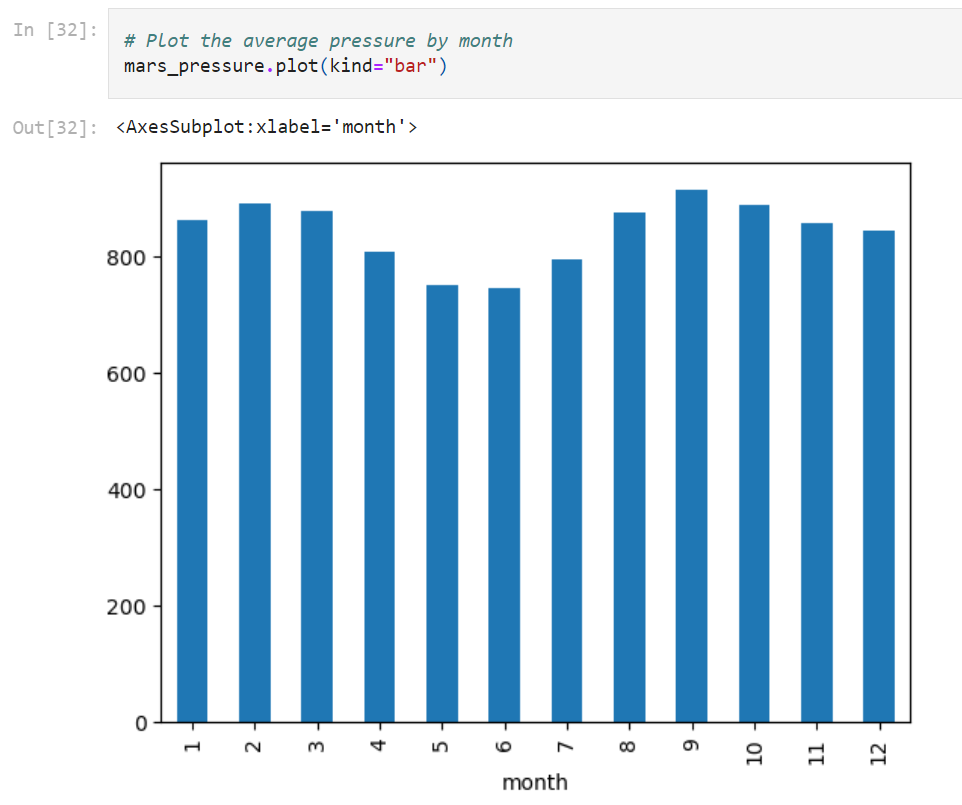 In [32]:
# Plot the average pressure by month
mars_pressure.plot(kind="bar")
Out[32]: <AxesSubplot:xlabel='month'>
800
600
400
200
0
1 2 3 4 5 6 7 8 9 10 11 12
month